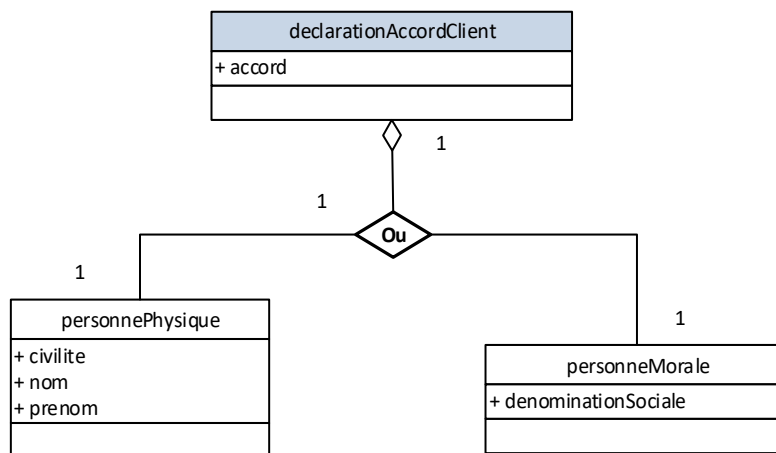 declarationAccordClient
+ accord
1
1
Ou
1
personnePhysique
+ civilite
+ nom
+ prenom
1
personneMorale
+ denominationSociale